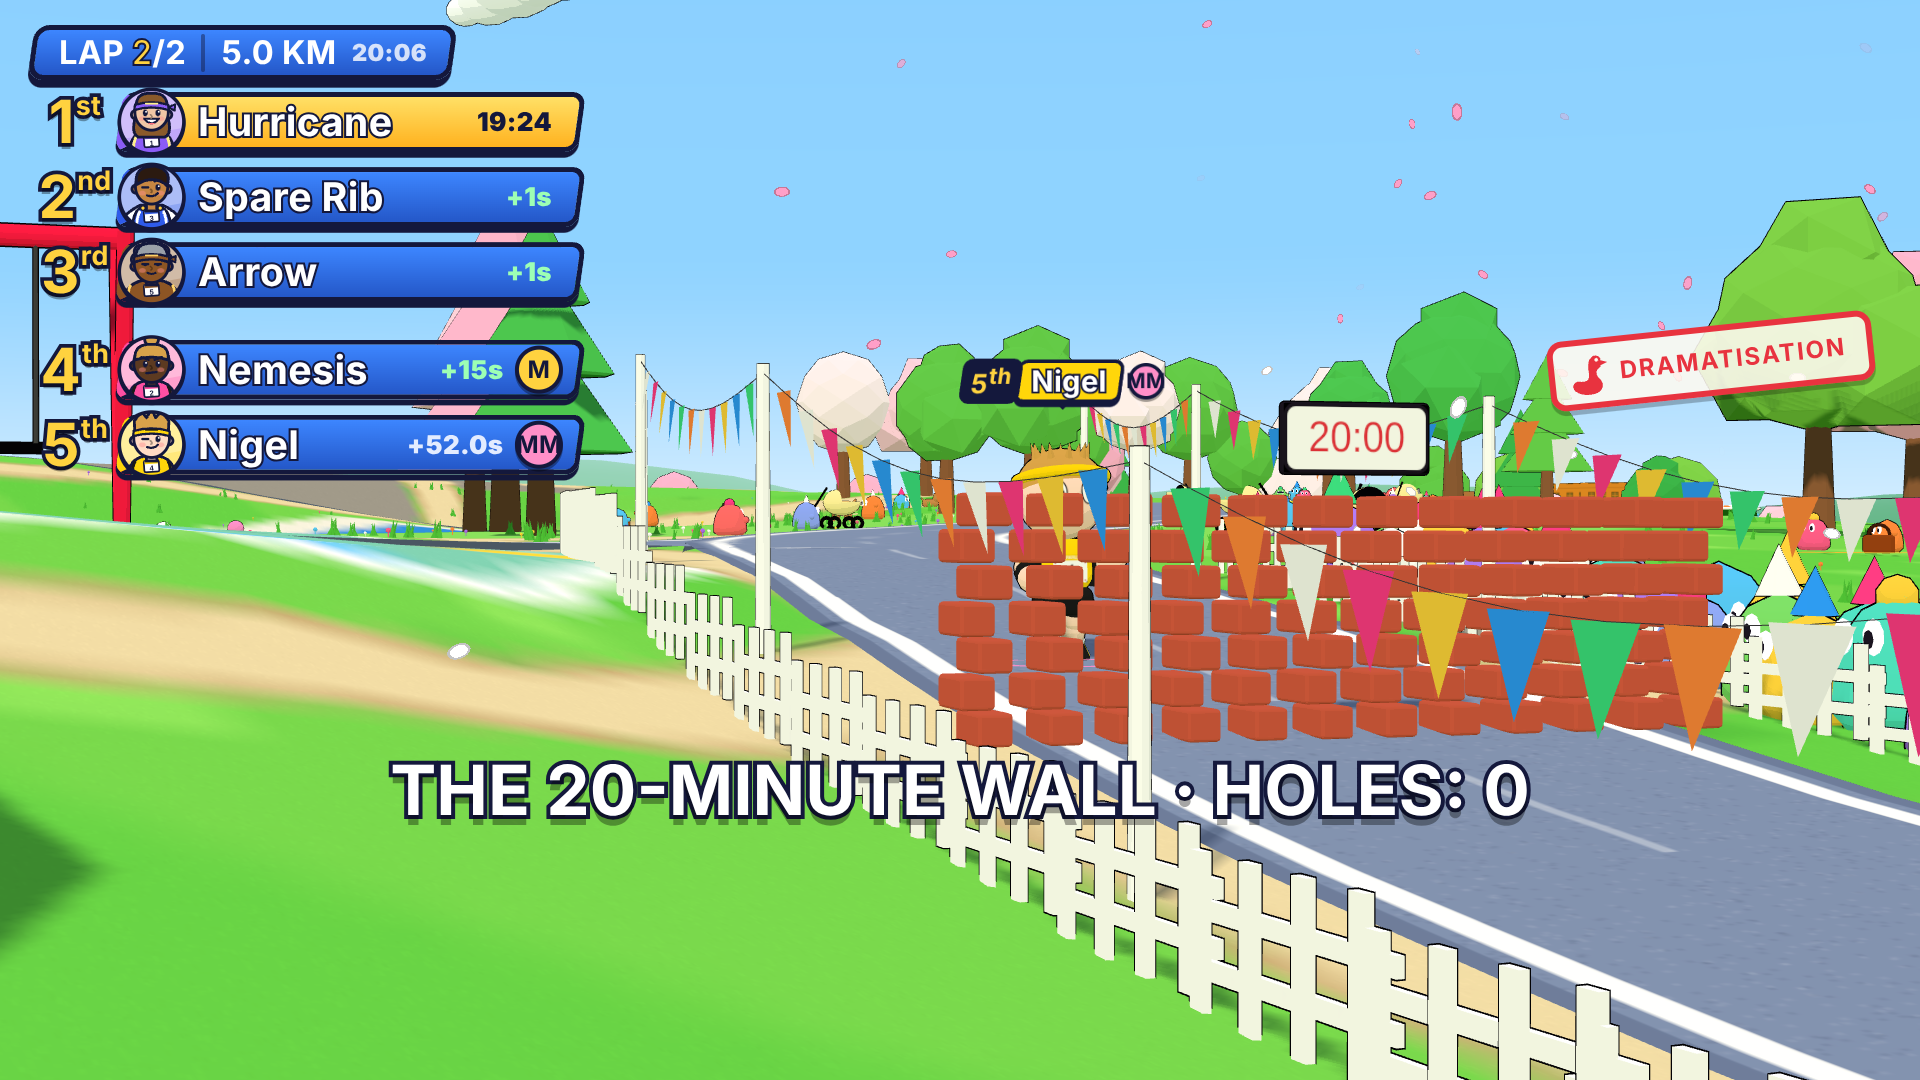 LAP 2/2 5.0 KM 20:06
1st Hurricane 19:24
2nd Spare Rib +1s
3rd Arrow +1s
4th Nemesis +15s M
5th Nigel +52.0s MM
5th Nigel MM
20:00
DRAMATISATION
THE 20-MINUTE WALL · HOLES: 0